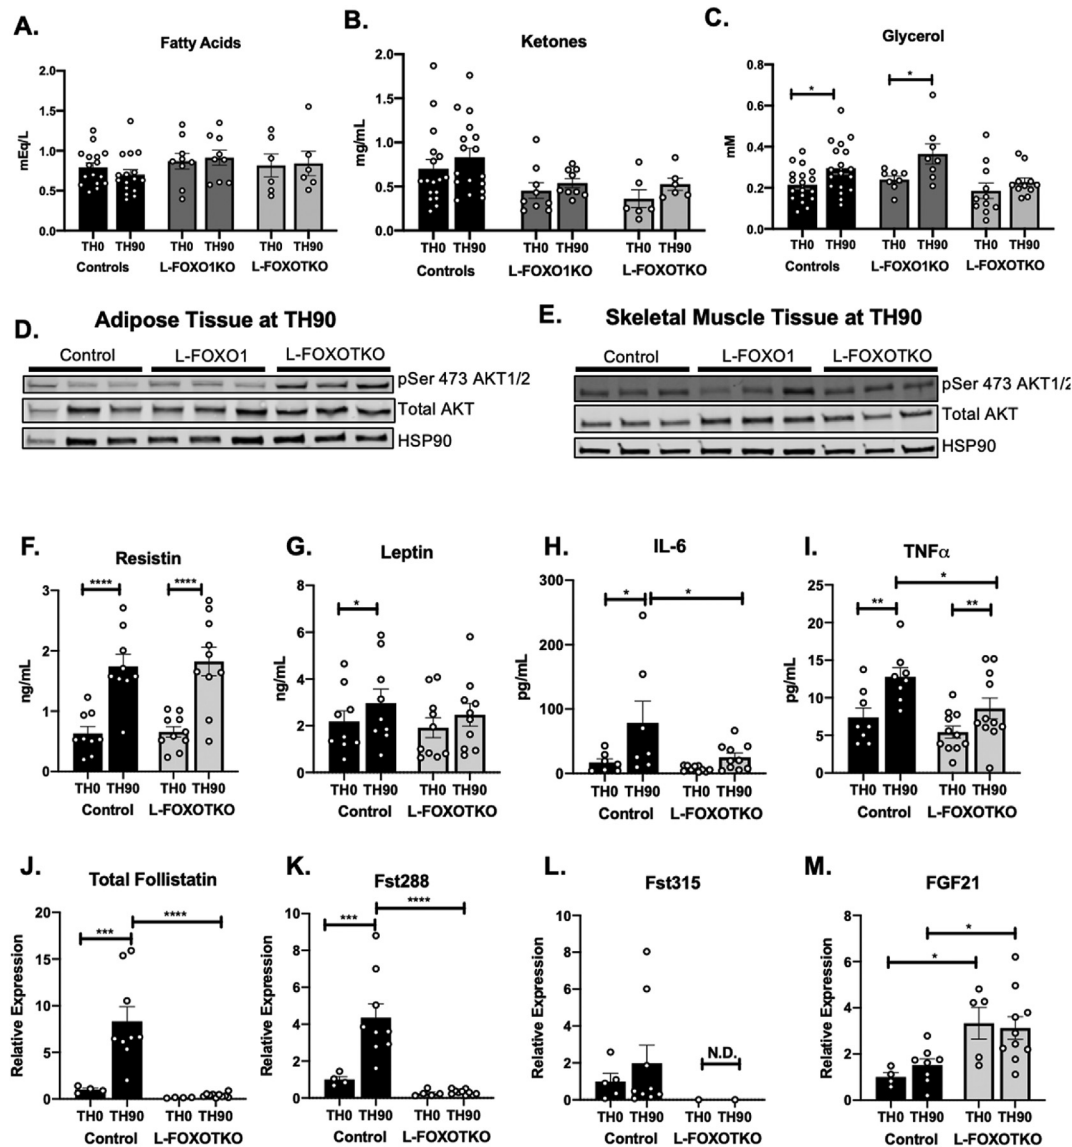 A.
Fatty Acids
2.0
1.5
1.0
0.5
0.0
mEq/L
TH0 TH90 TH0 TH90 TH0 TH90
Controls L-FOXO1KO L-FOXOTKO
B.
Ketones
2.0
1.5
1.0
0.5
0.0
mg/mL
TH0 TH90 TH0 TH90 TH0 TH90
Controls L-FOXO1KO L-FOXOTKO
C.
Glycerol
0.8
0.6
0.4
0.2
0.0
mM
* *
TH0 TH90 TH0 TH90 TH0 TH90
Controls L-FOXO1KO L-FOXOTKO
D.
Adipose Tissue at TH90
Control L-FOXO1 L-FOXOTKO
pSer 473 AKT1/2
Total AKT
HSP90
E.
Skeletal Muscle Tissue at TH90
Control L-FOXO1 L-FOXOTKO
pSer 473 AKT1/2
Total AKT
HSP90
F.
Resistin
3
2
1
0
ng/mL
**** ****
TH0 TH90 TH0 TH90
Control L-FOXOTKO
G.
Leptin
8
6
4
2
0
ng/mL
*
TH0 TH90 TH0 TH90
Control L-FOXOTKO
H.
IL-6
300
200
100
0
pg/mL
* *
TH0 TH90 TH0 TH90
Control L-FOXOTKO
I.
TNFα
25
20
15
10
5
0
pg/mL
*
** **
TH0 TH90 TH0 TH90
Control L-FOXOTKO
J.
Total Follistatin
20
15
10
5
0
Relative Expression
****
***
TH0 TH90 TH0 TH90
Control L-FOXOTKO
K.
Fst288
10
8
6
4
2
0
Relative Expression
****
***
TH0 TH90 TH0 TH90
Control L-FOXOTKO
L.
Fst315
10
8
6
4
2
0
Relative Expression
N.D.
TH0 TH90 TH0 TH90
Control L-FOXOTKO
M.
FGF21
8
6
4
2
0
Relative Expression
*
*
TH0 TH90 TH0 TH90
Control L-FOXOTKO